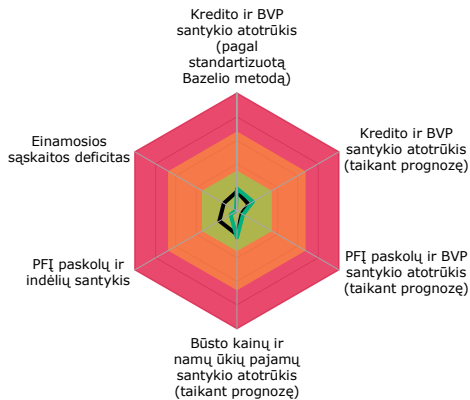 Kredito ir BVP
santykio atotrūkis
(pagal
standartizuotą
Bazelio metodą)
Kredito ir BVP
santykio atotrūkis
(taikant prognozę)
PFĮ paskolų ir BVP
santykio atotrūkis
(taikant prognozę)
Būsto kainų ir
namų ūkių pajamų
santykio atotrūkis
(taikant prognozę)
PFĮ paskolų ir
indėlių santykis
Einamosios
sąskaitos deficitas